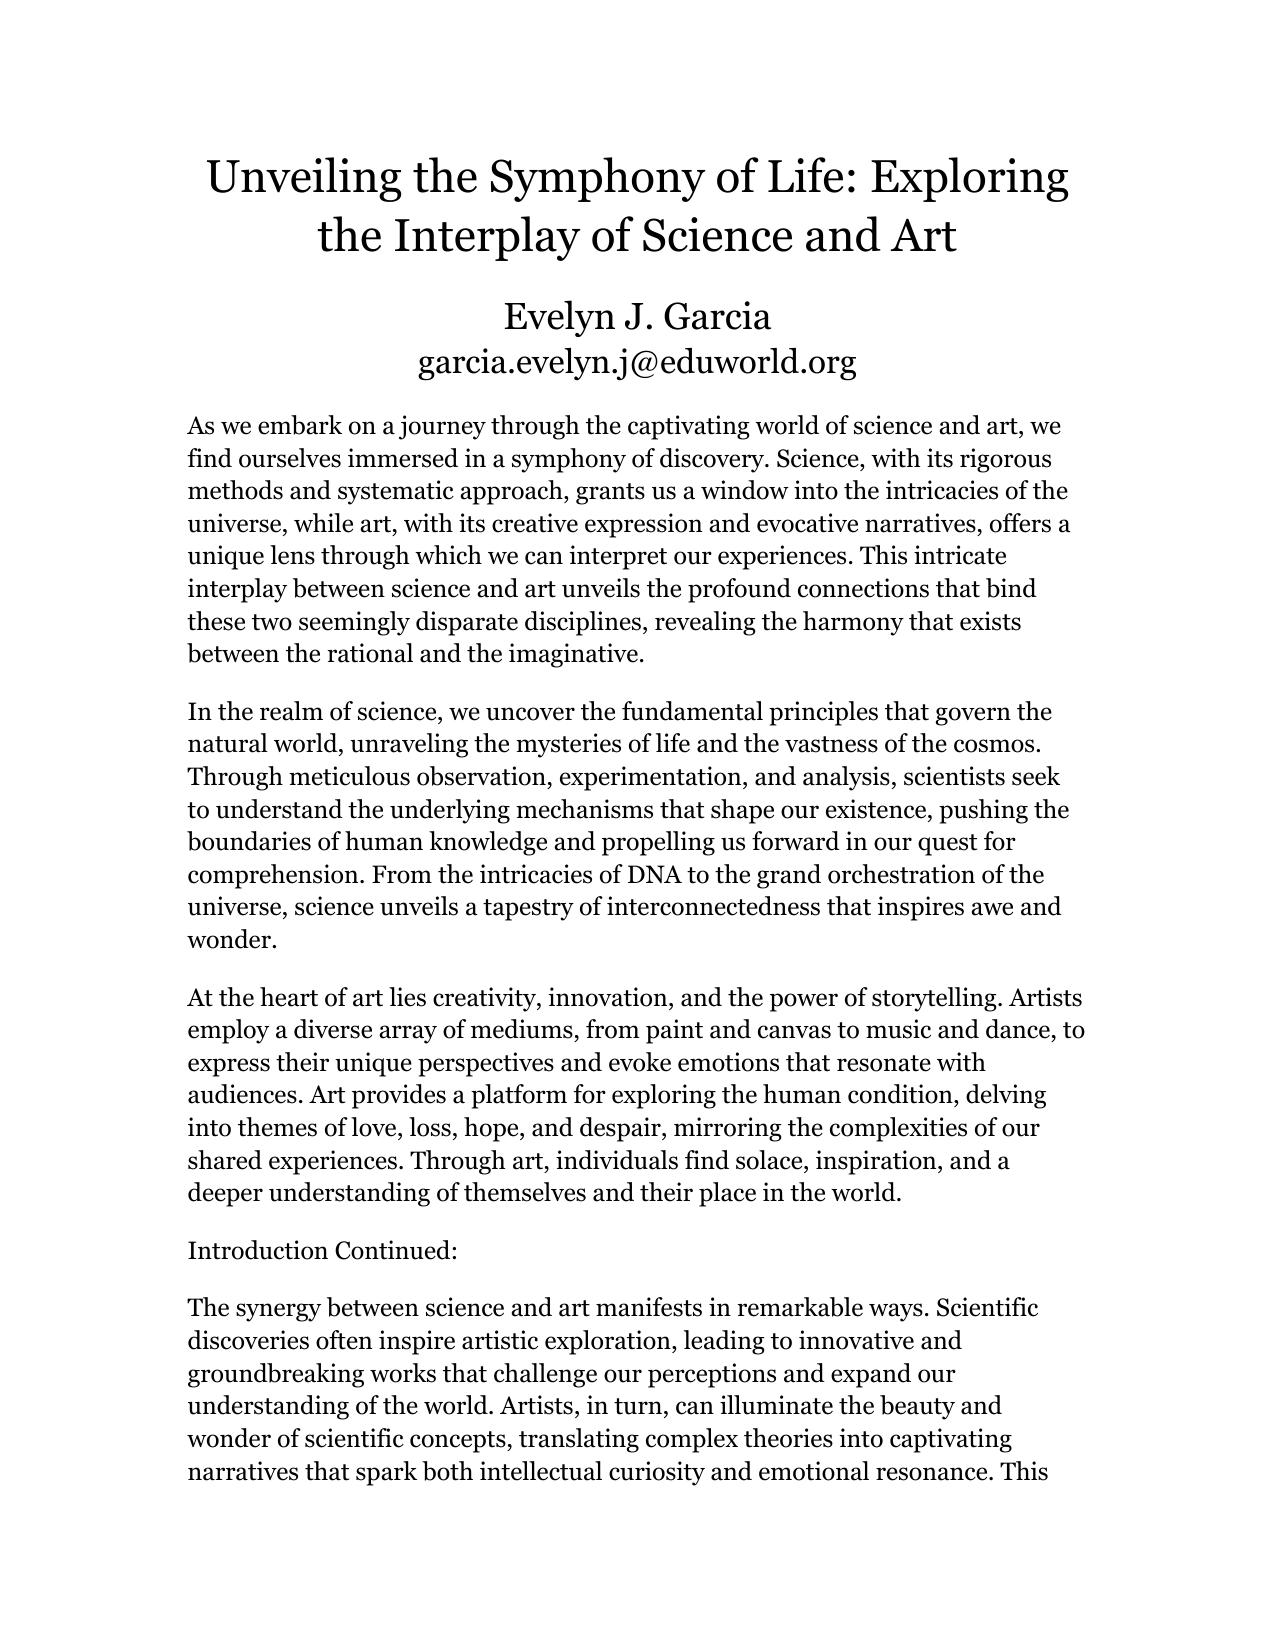 Unveiling the Symphony of Life: Exploring
the Interplay of Science and Art
Evelyn J. Garcia
garcia.evelyn.j@eduworld.org
As we embark on a journey through the captivating world of science and art, we
find ourselves immersed in a symphony of discovery. Science, with its rigorous
methods and systematic approach, grants us a window into the intricacies of the
universe, while art, with its creative expression and evocative narratives, offers a
unique lens through which we can interpret our experiences. This intricate
interplay between science and art unveils the profound connections that bind
these two seemingly disparate disciplines, revealing the harmony that exists
between the rational and the imaginative.
In the realm of science, we uncover the fundamental principles that govern the
natural world, unraveling the mysteries of life and the vastness of the cosmos.
Through meticulous observation, experimentation, and analysis, scientists seek
to understand the underlying mechanisms that shape our existence, pushing the
boundaries of human knowledge and propelling us forward in our quest for
comprehension. From the intricacies of DNA to the grand orchestration of the
universe, science unveils a tapestry of interconnectedness that inspires awe and
wonder.
At the heart of art lies creativity, innovation, and the power of storytelling. Artists
employ a diverse array of mediums, from paint and canvas to music and dance, to
express their unique perspectives and evoke emotions that resonate with
audiences. Art provides a platform for exploring the human condition, delving
into themes of love, loss, hope, and despair, mirroring the complexities of our
shared experiences. Through art, individuals find solace, inspiration, and a
deeper understanding of themselves and their place in the world.
Introduction Continued:
The synergy between science and art manifests in remarkable ways. Scientific
discoveries often inspire artistic exploration, leading to innovative and
groundbreaking works that challenge our perceptions and expand our
understanding of the world. Artists, in turn, can illuminate the beauty and
wonder of scientific concepts, translating complex theories into captivating
narratives that spark both intellectual curiosity and emotional resonance. This